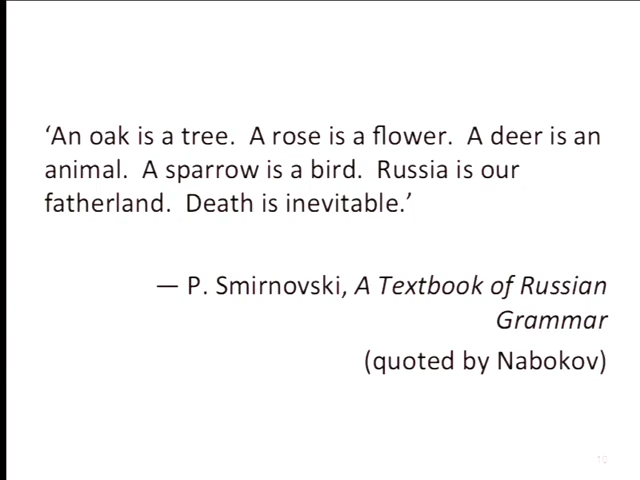 ‘An oak is a tree.  A rose is a flower.  A deer is an
animal.  A sparrow is a bird.  Russia is our
fatherland.  Death is inevitable.’
— P. Smirnovski, A Textbook of Russian
Grammar
(quoted by Nabokov)